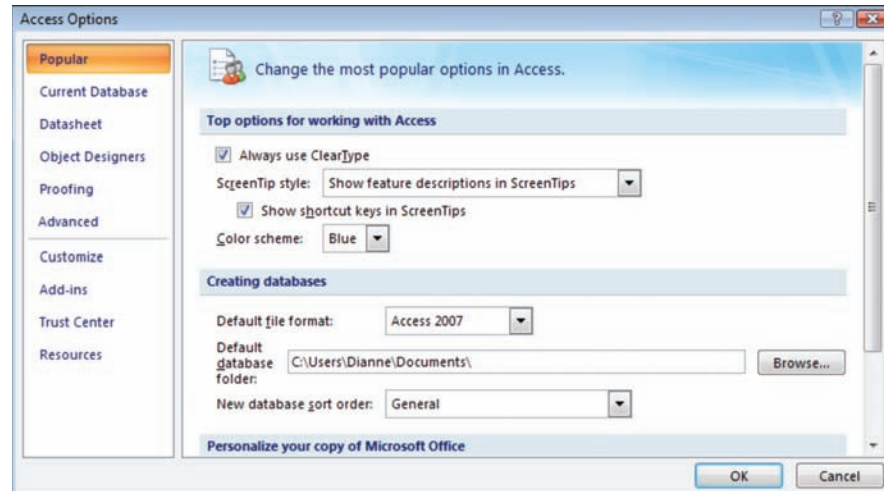 Access Options
Popular
Current Database
Datasheet
Object Designers
Proofing
Advanced
Customize
Add-ins
Trust Center
Resources
Change the most popular options in Access.
Top options for working with Access
Always use ClearType
ScreenTip style: Show feature descriptions in ScreenTips
Show shortcut keys in ScreenTips
Color scheme: Blue
Creating databases
Default file format: Access 2007
Default
database
folder:
C:\Users\Dianne\Documents\
Browse...
New database sort order: General
Personalize your copy of Microsoft Office
OK
Cancel